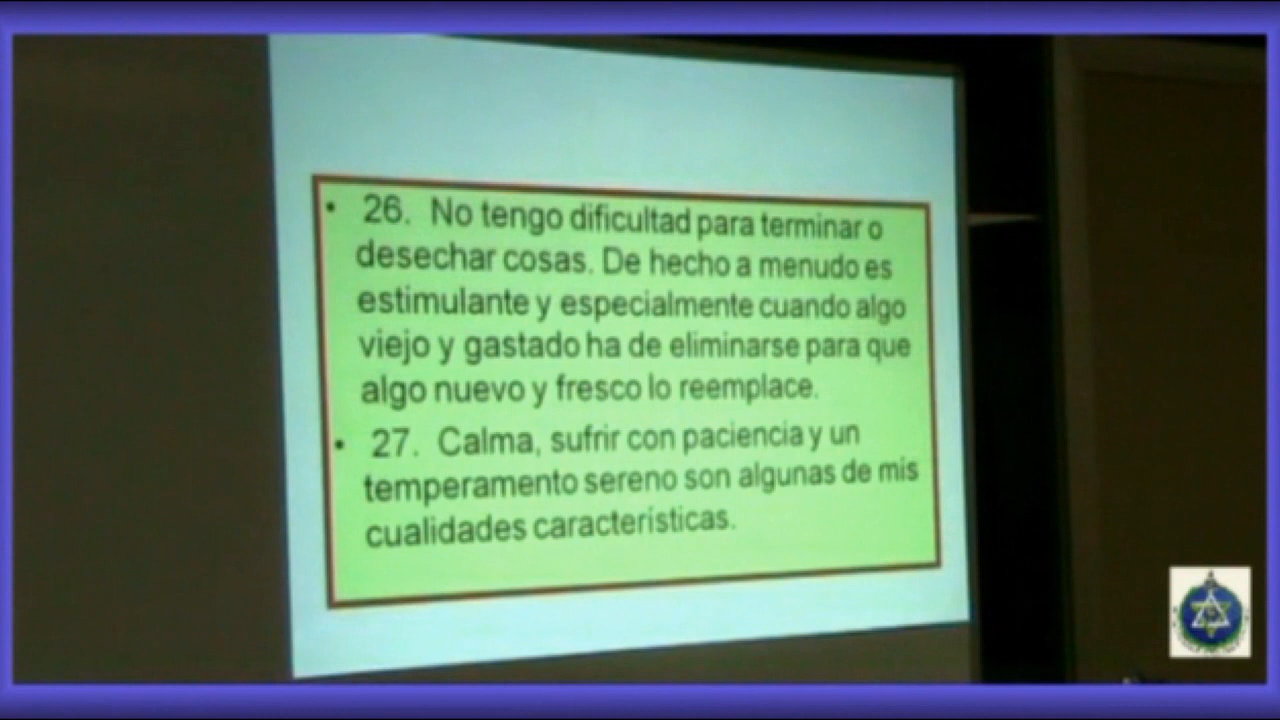 • 26. No tengo dificultad para terminar o
desechar cosas. De hecho a menudo es
estimulante y especialmente cuando algo
viejo y gastado ha de eliminarse para que
algo nuevo y fresco lo reemplace.
• 27. Calma, sufrir con paciencia y un
temperamento sereno son algunas de mis
cualidades características.